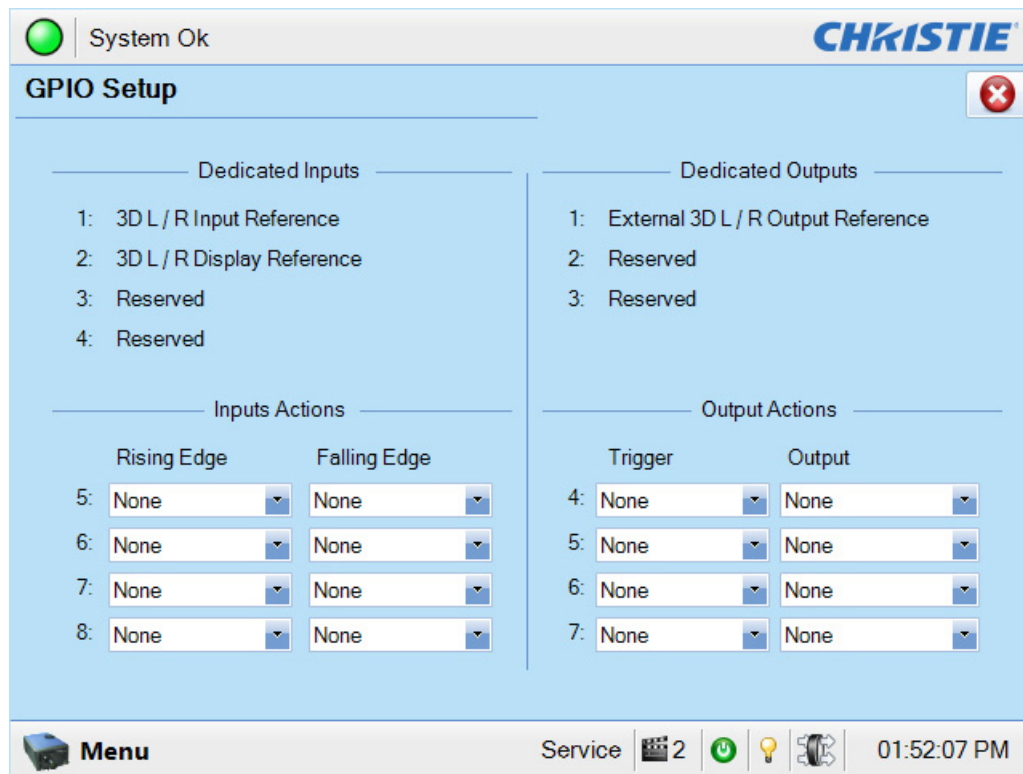 System Ok
CHRISTIE
GPIO Setup
Dedicated Inputs
1: 3D L / R Input Reference
2: 3D L / R Display Reference
3: Reserved
4: Reserved
Dedicated Outputs
1: External 3D L / R Output Reference
2: Reserved
3: Reserved
Inputs Actions
Rising Edge Falling Edge
5: None None
6: None None
7: None None
8: None None
Output Actions
Trigger Output
4: None None
5: None None
6: None None
7: None None
Menu
Service 2 01:52:07 PM